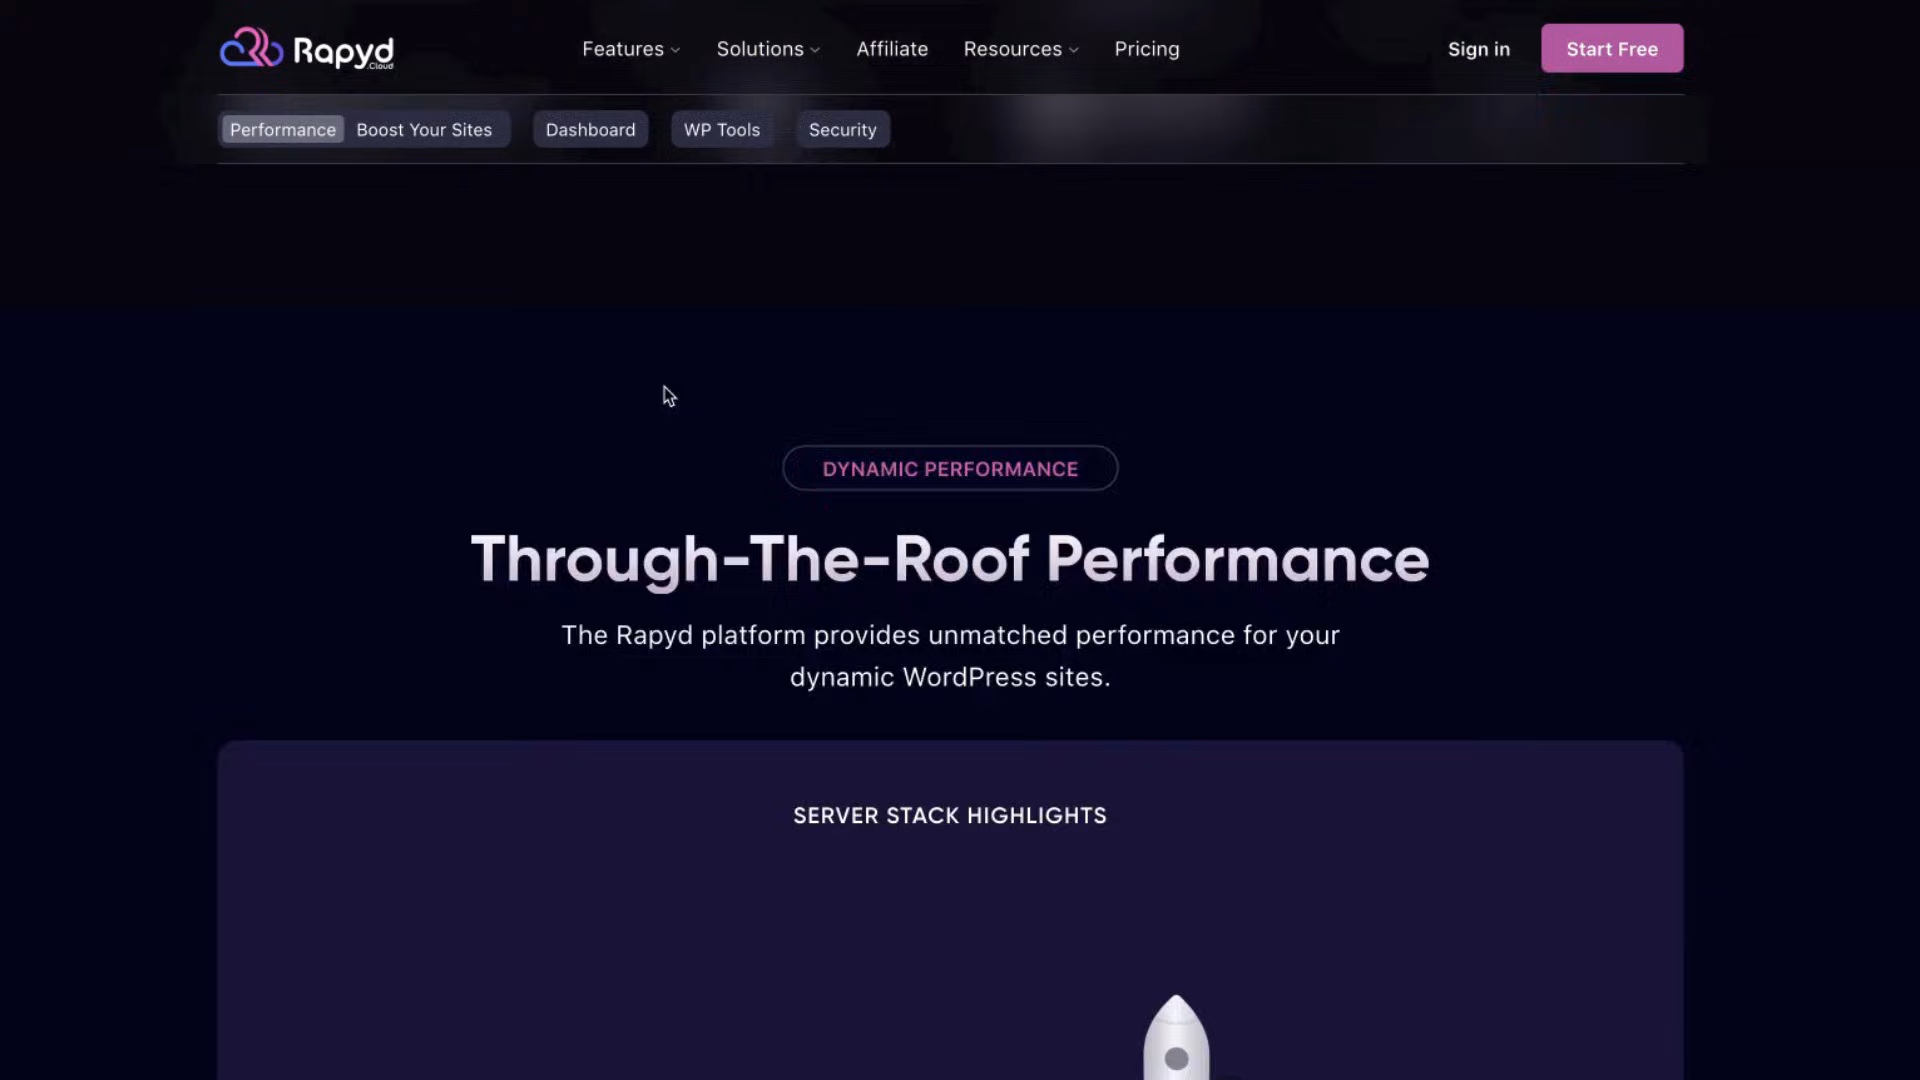 Rapyd
.Cloud
Features
Solutions
Affiliate
Resources
Pricing
Sign in
Start Free
Performance
Boost Your Sites
Dashboard
WP Tools
Security
DYNAMIC PERFORMANCE
Through-The-Roof Performance
The Rapyd platform provides unmatched performance for your
dynamic WordPress sites.
SERVER STACK HIGHLIGHTS